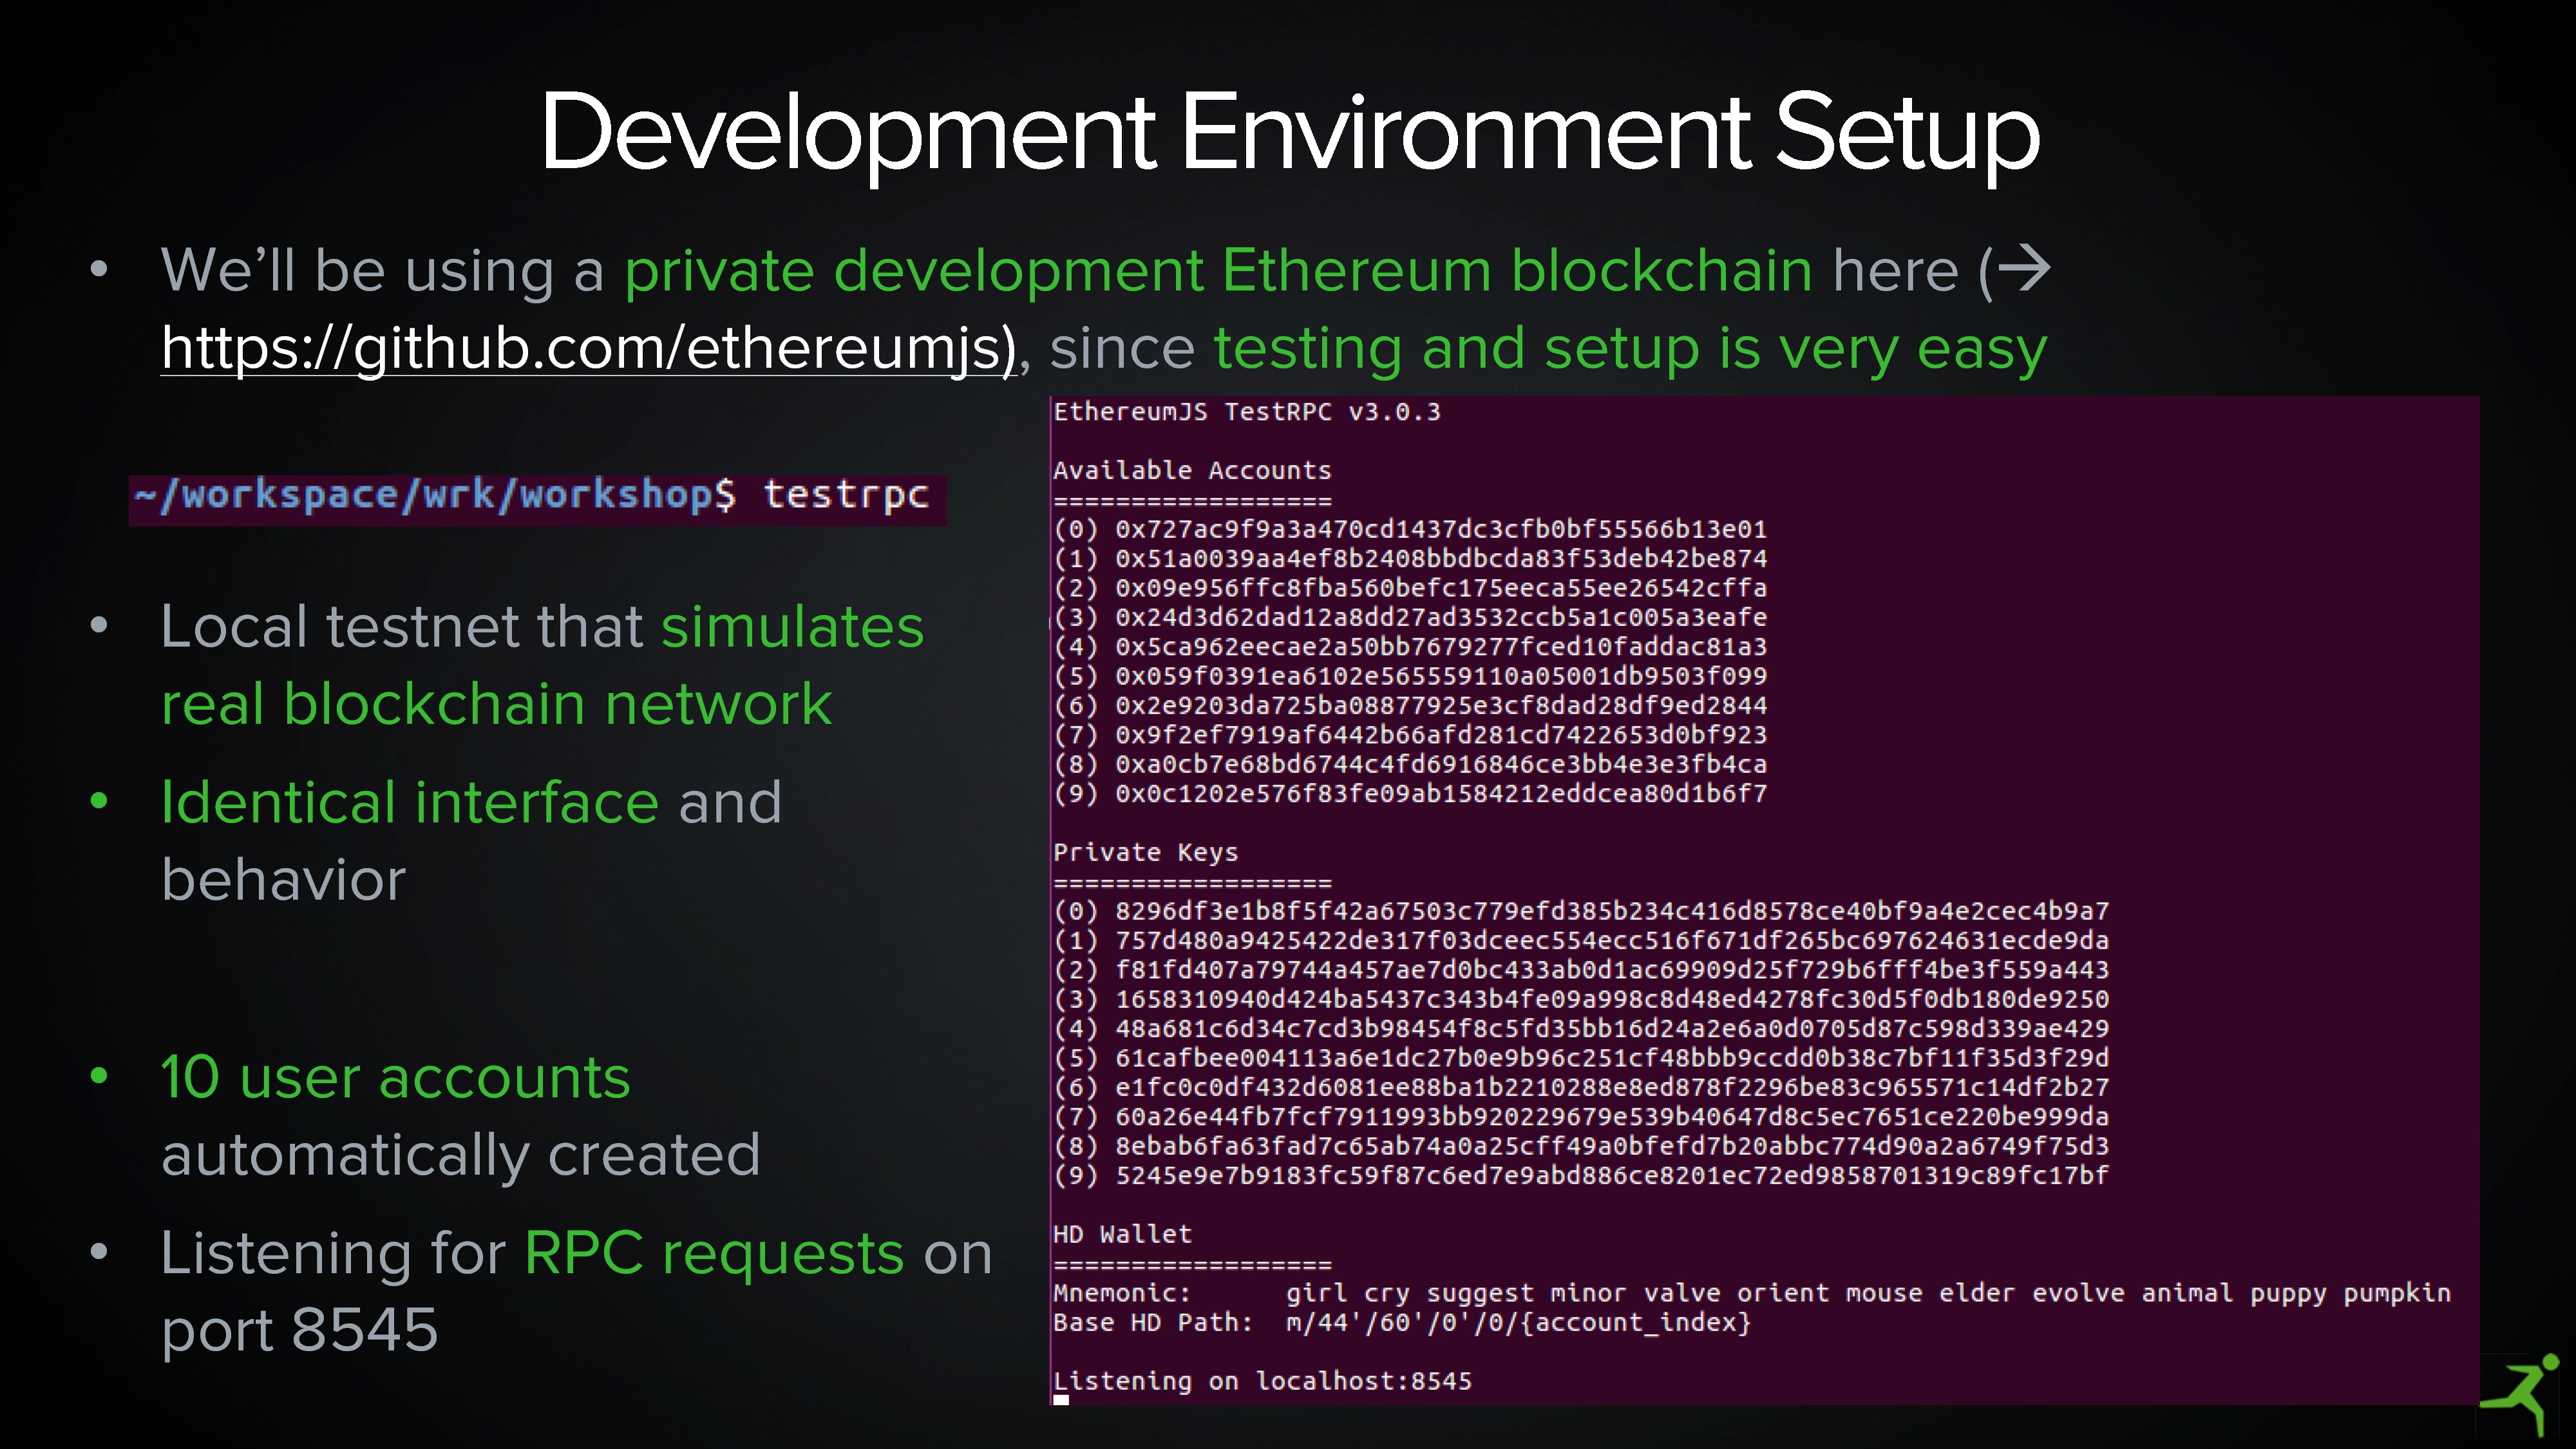 Development Environment Setup
• We’ll be using a private development Ethereum blockchain here (→
https://github.com/ethereumjs), since testing and setup is very easy
~/workspace/wrk/workshop$ testrpc
• Local testnet that simulates
real blockchain network
• Identical interface and
behavior
• 10 user accounts
automatically created
• Listening for RPC requests on
port 8545
EthereumJS TestRPC v3.0.3
Available Accounts
==================
(0) 0x727ac9f9a3a470cd1437dc3cfb0bf55566b13e01
(1) 0x51a0039aa4ef8b2408bbdbcda83f53deb42be874
(2) 0x09e956ffc8fba560befc175eeca55ee26542cffa
(3) 0x24d3d62dad12a8dd27ad3532ccb5a1c005a3eafe
(4) 0x5ca962eecae2a50bb7679277fced10faddac81a3
(5) 0x059f0391ea6102e565559110a05001db9503f099
(6) 0x2e9203da725ba08877925e3cf8dad28df9ed2844
(7) 0x9f2ef7919af6442b66afd281cd7422653d0bf923
(8) 0xa0cb7e68bd6744c4fd6916846ce3bb4e3e3fb4ca
(9) 0x0c1202e576f83fe09ab1584212eddcea80d1b6f7
Private Keys
==================
(0) 8296df3e1b8f5f42a67503c779efd385b234c416d8578ce40bf9a4e2cec4b9a7
(1) 757d480a9425422de317f03dceec554ecc516f671df265bc697624631ecde9da
(2) f81fd407a79744a457ae7d0bc433ab0d1ac69909d25f729b6fff4be3f559a443
(3) 1658310940d424ba5437c343b4fe09a998c8d48ed4278fc30d5f0db180de9250
(4) 48a681c6d34c7cd3b98454f8c5fd35bb16d24a2e6a0d0705d87c598d339ae429
(5) 61cafbee004113a6e1dc27b0e9b96c251cf48bbb9ccdd0b38c7bf11f35d3f29d
(6) e1fc0c0df432d6081ee88ba1b2210288e8ed878f2296be83c965571c14df2b27
(7) 60a26e44fb7fcf7911993bb920229679e539b40647d8c5ec7651ce220be999da
(8) 8ebab6fa63fad7c65ab74a0a25cff49a0bfefd7b20abbc774d90a2a6749f75d3
(9) 5245e9e7b9183fc59f87c6ed7e9abd886ce8201ec72ed9858701319c89fc17bf
HD Wallet
==================
Mnemonic: girl cry suggest minor valve orient mouse elder evolve animal puppy pumpkin
Base HD Path: m/44'/60'/0'/0/{account_index}
Listening on localhost:8545